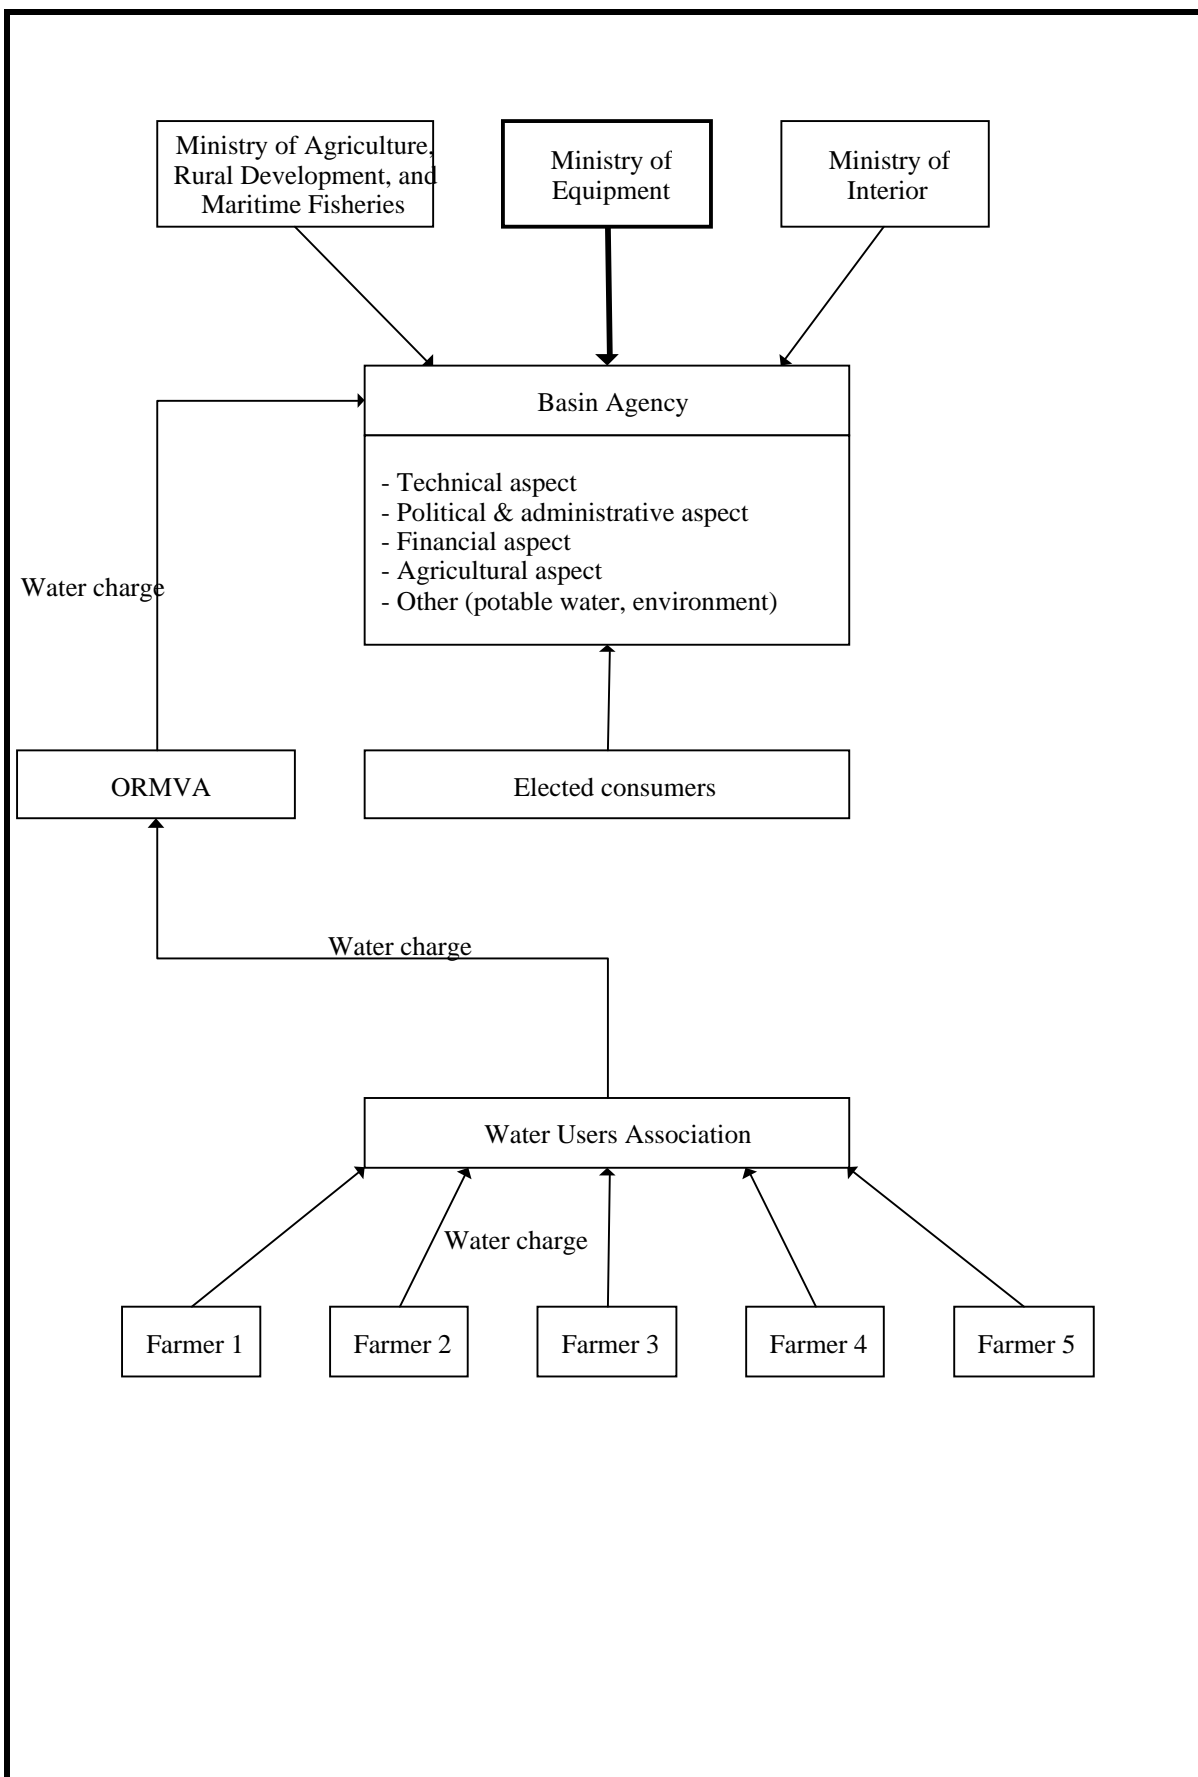 Ministry of Agriculture,
Rural Development, and
Maritime Fisheries
Ministry of
Equipment
Ministry of
Interior
Basin Agency
- Technical aspect
- Political & administrative aspect
- Financial aspect
- Agricultural aspect
- Other (potable water, environment)
Water charge
ORMVA
Elected consumers
Water charge
Water Users Association
Water charge
Farmer 1
Farmer 2
Farmer 3
Farmer 4
Farmer 5